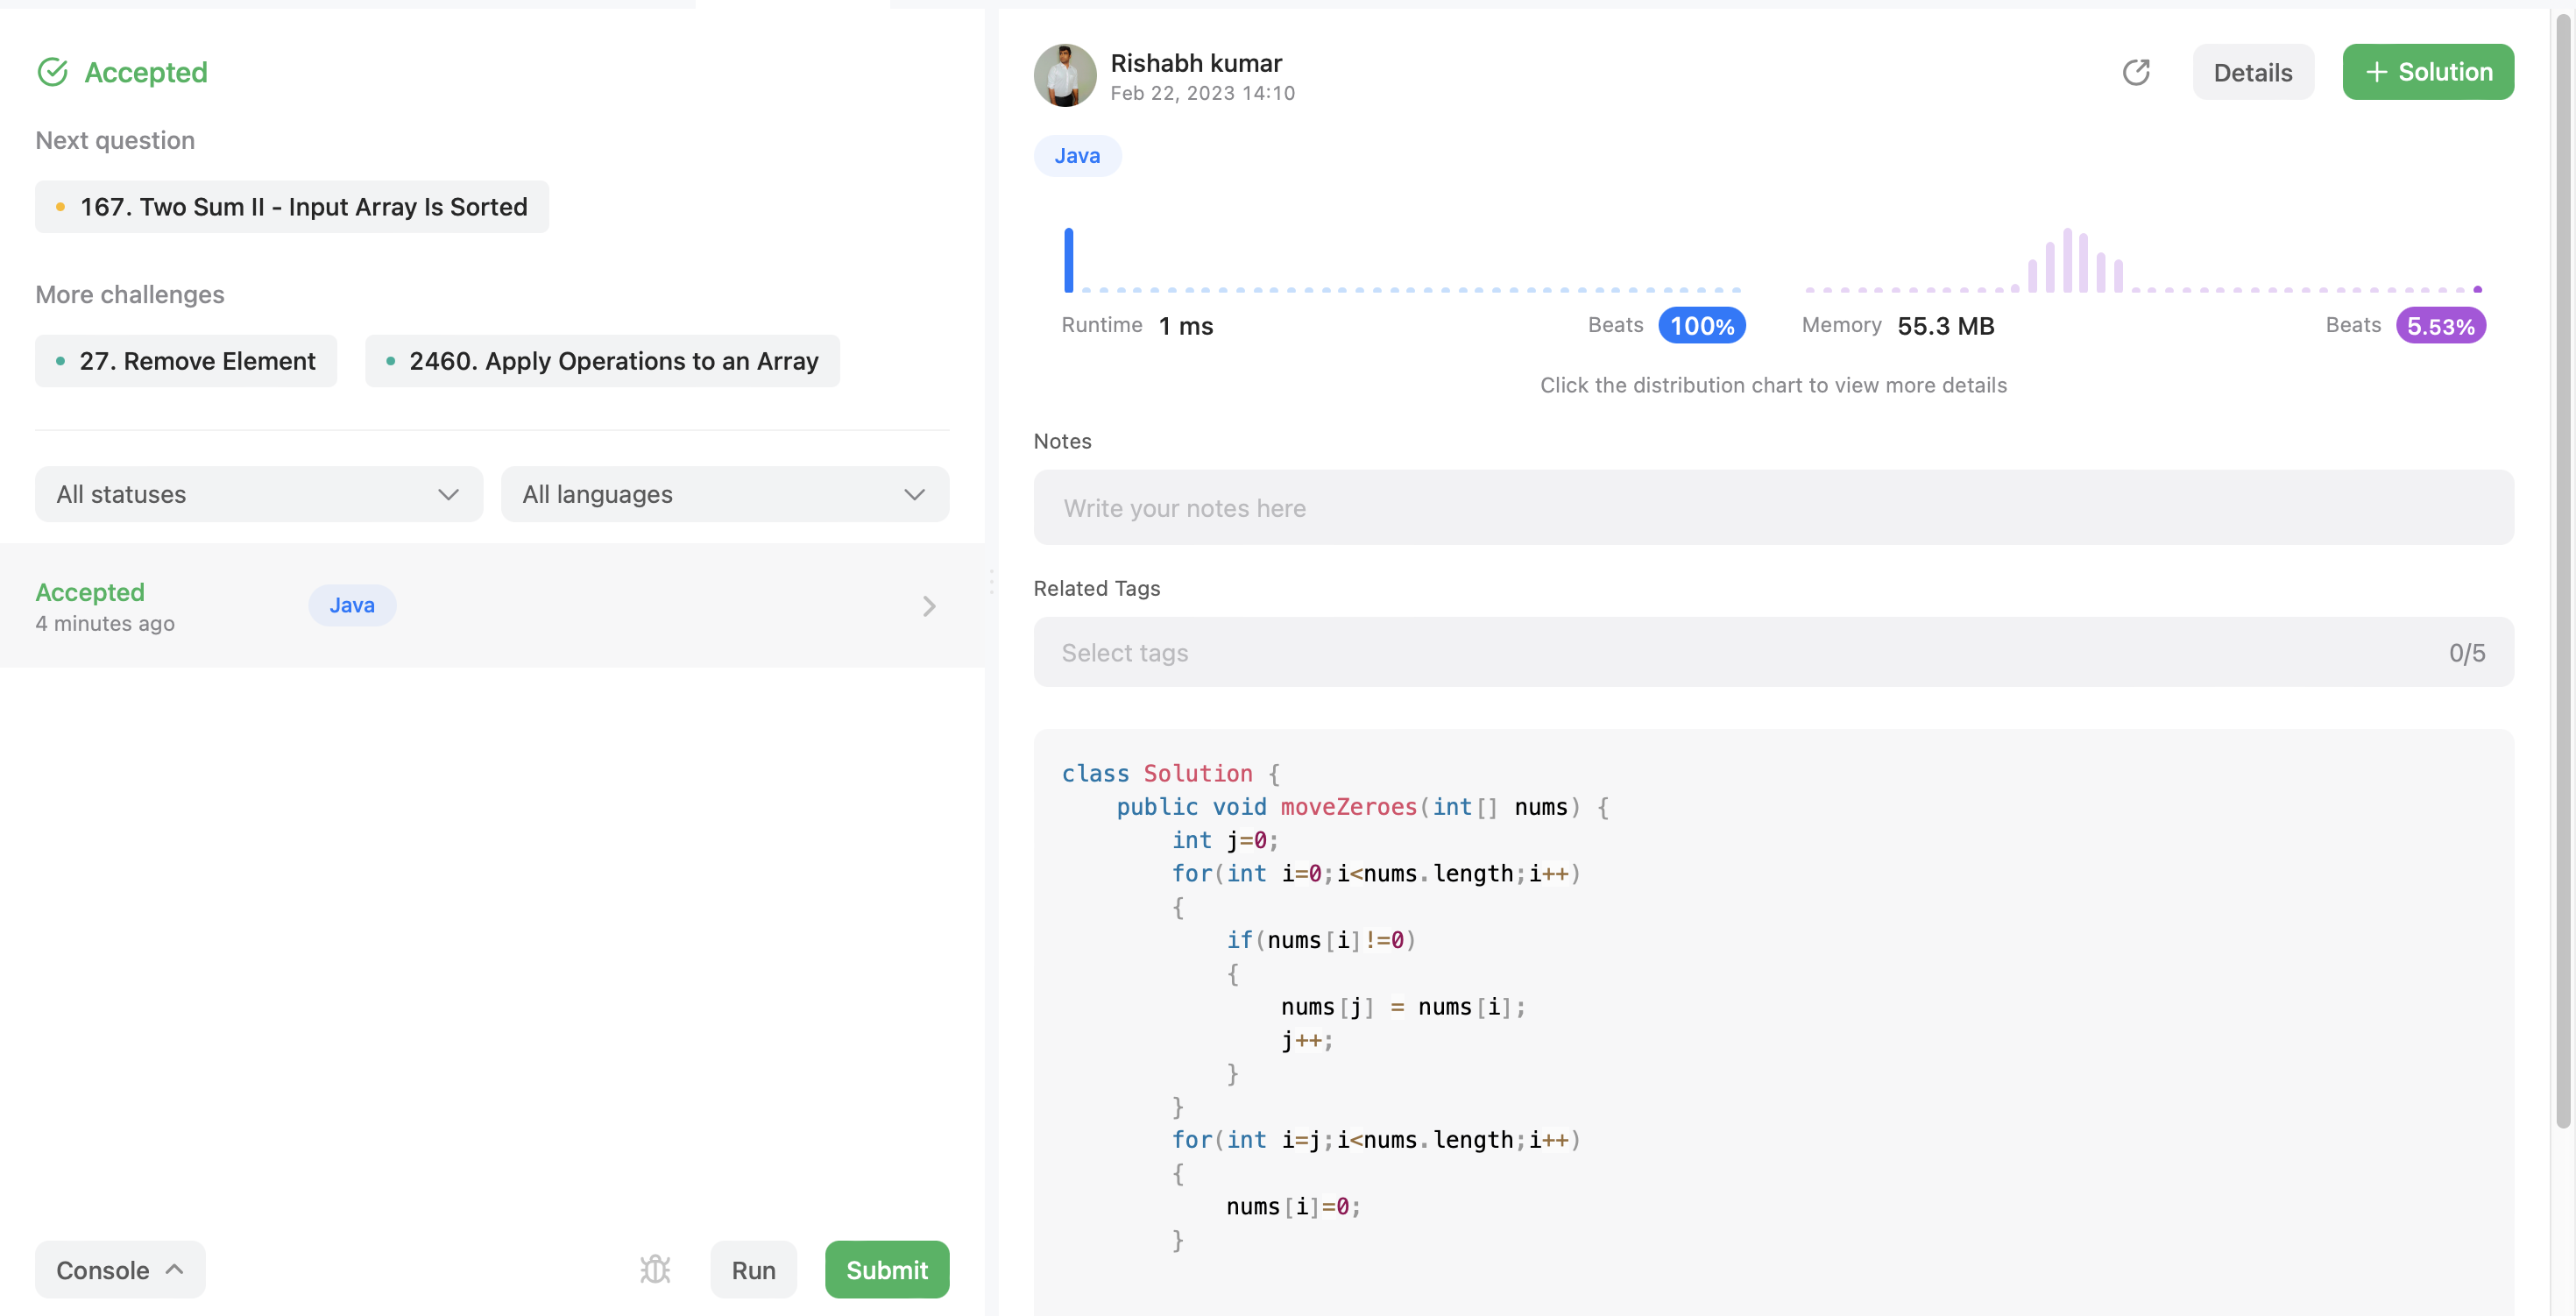 Accepted
Next question
167. Two Sum II - Input Array Is Sorted
More challenges
27. Remove Element
2460. Apply Operations to an Array
All statuses
All languages
Accepted
4 minutes ago
Java
Console
Run
Submit
Rishabh kumar
Feb 22, 2023 14:10
Details
+ Solution
Java
Runtime 1 ms
Beats 100%
Memory 55.3 MB
Beats 5.53%
Click the distribution chart to view more details
Notes
Write your notes here
Related Tags
Select tags
0/5
class Solution {
    public void moveZeroes(int[] nums) {
        int j=0;
        for(int i=0;i<nums.length;i++)
        {
            if(nums[i]!=0)
            {
                nums[j] = nums[i];
                j++;
            }
        }
        for(int i=j;i<nums.length;i++)
        {
            nums[i]=0;
        }